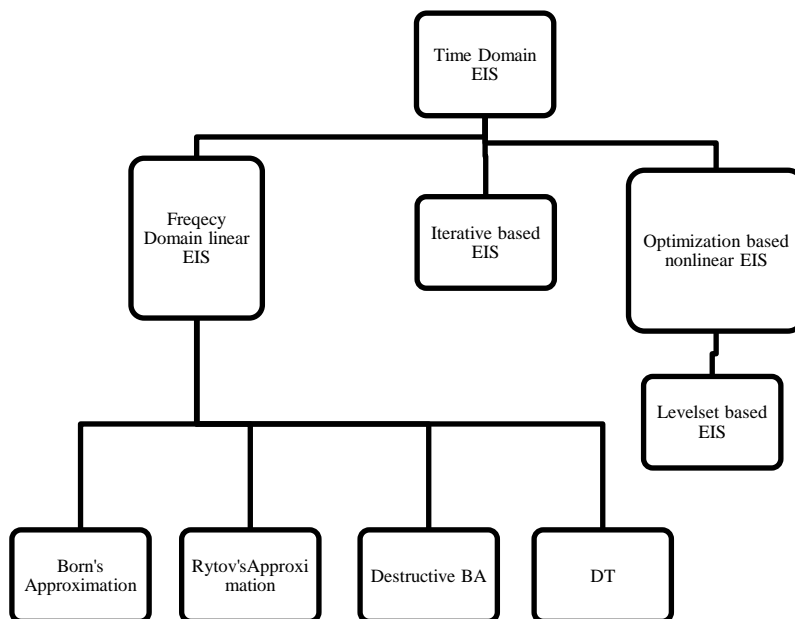 Time Domain
EIS
Freqecy
Domain linear
EIS
Iterative based
EIS
Optimization based
nonlinear EIS
Levelset based
EIS
Born's
Approximation
Rytov'sApproxi
mation
Destructive BA
DT